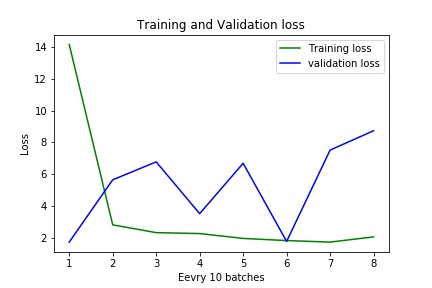 Training and Validation loss
Training loss
validation loss
14
12
10
8
6
4
2
Loss
1 2 3 4 5 6 7 8
Eevry 10 batches